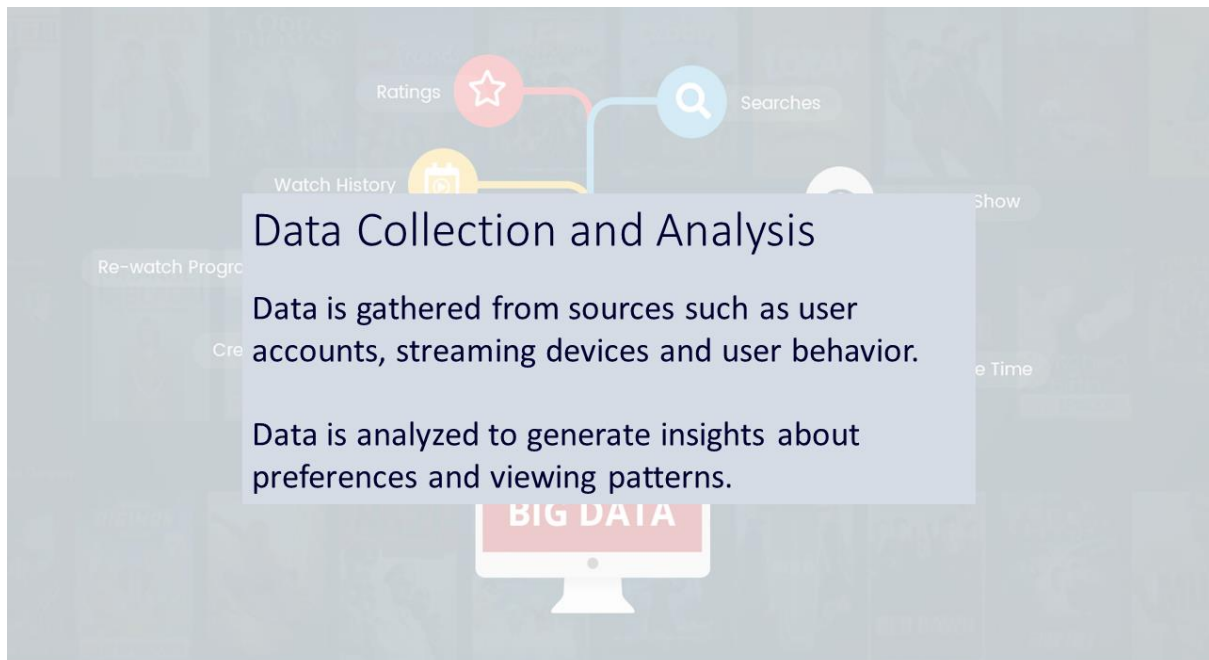 Ratings
Searches
Watch History
Show
Data Collection and Analysis
Re-watch
Data is gathered from sources such as user
accounts, streaming devices and user behavior.
Time
Data is analyzed to generate insights about
preferences and viewing patterns.
BIG DATA